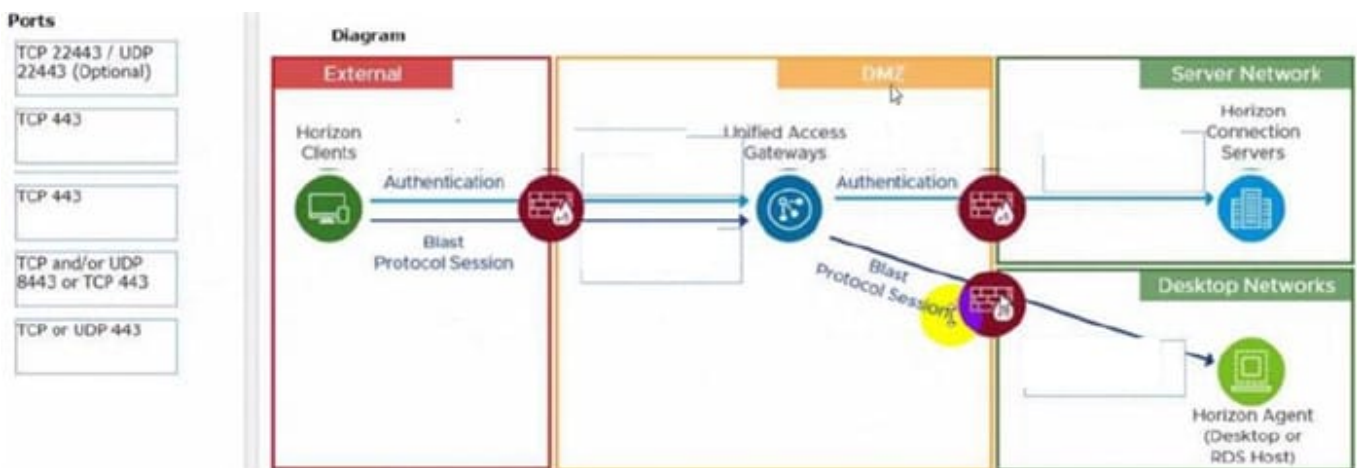 Ports
TCP 22443 / UDP
22443 (Optional)
TCP 443
TCP 443
TCP and/or UDP
8443 or TCP 443
TCP or UDP 443
Diagram
External
DMZ
Server Network
Horizon
Clients
Authentication
Blast
Protocol Session
Unified Access
Gateways
Authentication
Blast
Protocol Session
Horizon
Connection
Servers
Desktop Networks
Horizon Agent
(Desktop or
RDS Host)